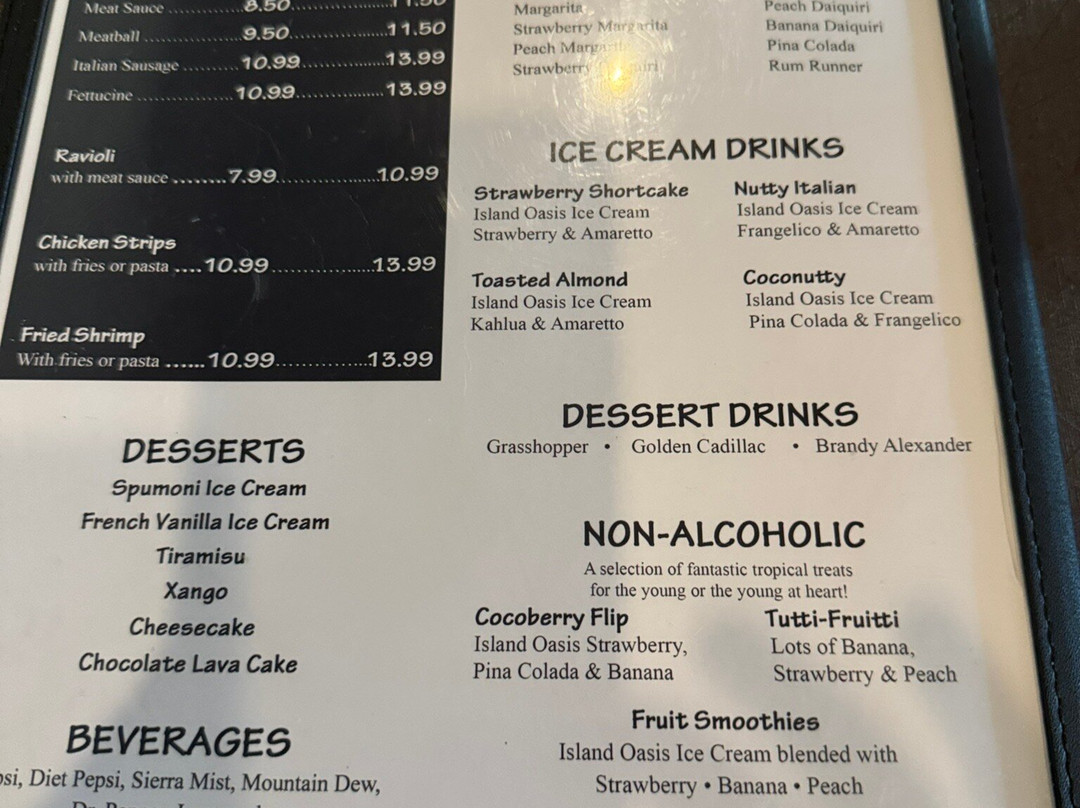 Meat Sauce ............8.50......................11.50
Meatball ...............9.50.....................11.50
Italian Sausage .........10.99.................13.99
Fettucine ...............10.99.................13.99
Ravioli
with meat sauce ........7.99....................10.99
Chicken Strips
with fries or pasta ....10.99.....................13.99
Fried Shrimp
With fries or pasta ......10.99...................13.99
DESSERTS
Spumoni Ice Cream
French Vanilla Ice Cream
Tiramisu
Xango
Cheesecake
Chocolate Lava Cake
BEVERAGES
Diet Pepsi, Sierra Mist, Mountain Dew,
Margarita
Strawberry Margarita
Peach
Strawberry
Peach Daiquiri
Banana Daiquiri
Pina Colada
Rum Runner
ICE CREAM DRINKS
Strawberry Shortcake
Island Oasis Ice Cream
Strawberry & Amaretto
Nutty Italian
Island Oasis Ice Cream
Frangelico & Amaretto
Toasted Almond
Island Oasis Ice Cream
Kahlua & Amaretto
Coconutty
Island Oasis Ice Cream
Pina Colada & Frangelico
DESSERT DRINKS
Grasshopper • Golden Cadillac • Brandy Alexander
NON-ALCOHOLIC
A selection of fantastic tropical treats
for the young or the young at heart!
Cocoberry Flip
Island Oasis Strawberry,
Pina Colada & Banana
Tutti-Fruitti
Lots of Banana,
Strawberry & Peach
Fruit Smoothies
Island Oasis Ice Cream blended with
Strawberry • Banana • Peach